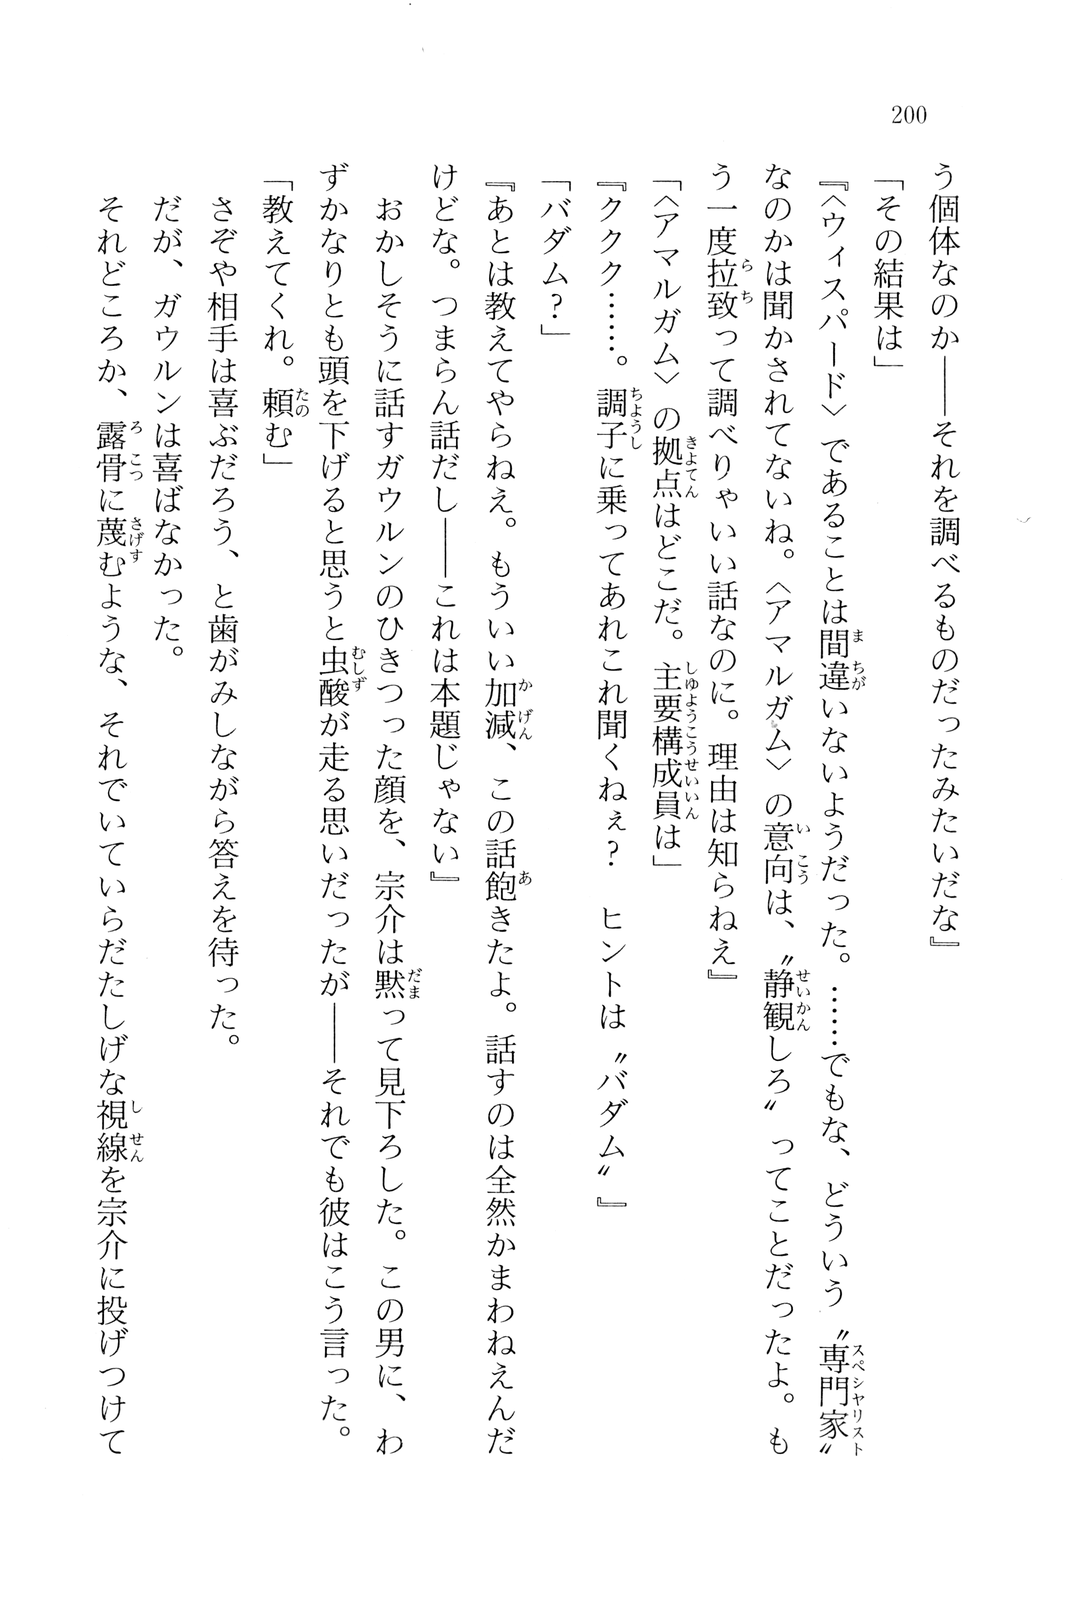 200
う個体なのか――それを調べるものだったみたいだな』
「その結果は」
『〈ウィスパード〉であることは間違いないようだった。……でもな、どういう〝専門家〟
なのかは聞かされてないね。〈アマルガム〉の意向は、〝静観しろ〟ってことだったよ。も
う一度拉致って調べりゃいい話なのに。理由は知らねえ』
「〈アマルガム〉の拠点はどこだ。主要構成員は」
『ククク……。調子に乗ってあれこれ聞くねぇ？　ヒントは〝バダム〟』
「バダム？」
『あとは教えてやらねえ。もういい加減、この話飽きたよ。話すのは全然かまわねえんだ
けどな。つまらん話だし――これは本題じゃない』
　おかしそうに話すガウルンのひきつった顔を、宗介は黙って見下ろした。この男に、わ
ずかなりとも頭を下げると思うと虫酸が走る思いだったが――それでも彼はこう言った。
「教えてくれ。頼む」
　さぞや相手は喜ぶだろう、と歯がみしながら答えを待った。
だが、ガウルンは喜ばなかった。
　それどころか、露骨に蔑むような、それでいていらだたしげな視線を宗介に投げつけて